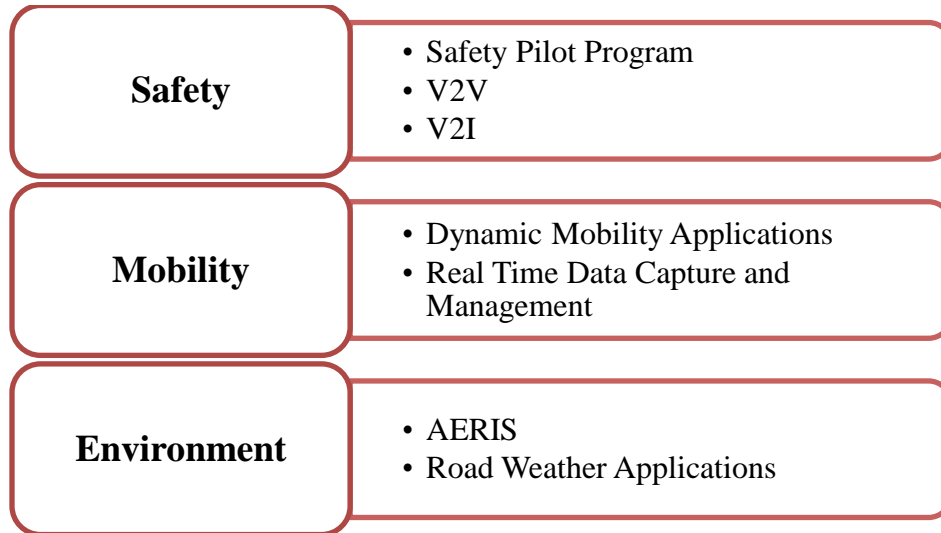 Safety
• Safety Pilot Program
• V2V
• V2I
Mobility
• Dynamic Mobility Applications
• Real Time Data Capture and
Management
Environment
• AERIS
• Road Weather Applications